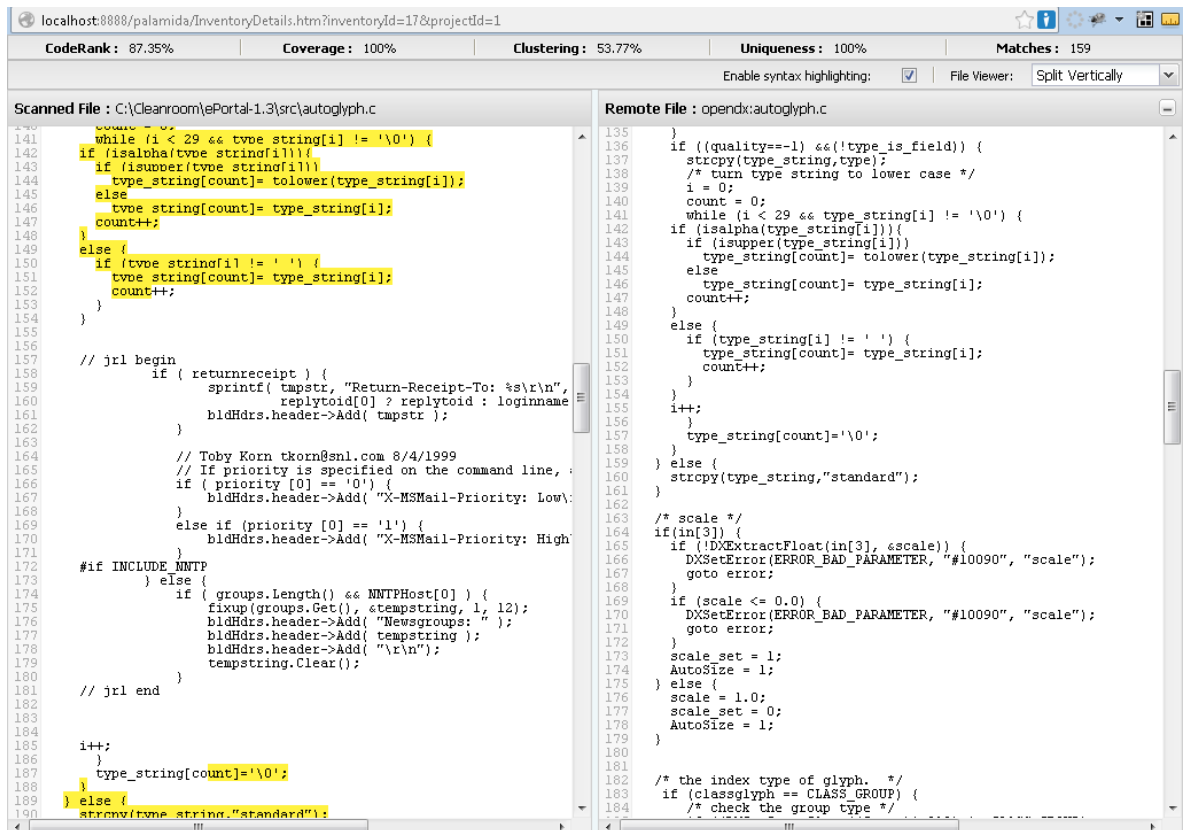 localhost:8888/palamida/InventoryDetails.htm?inventoryId=17&projectId=1
CodeRank : 87.35% Coverage : 100% Clustering : 53.77% Uniqueness : 100% Matches : 159
Enable syntax highlighting: File Viewer: Split Vertically
Scanned File : C:\Cleanroom\ePortal-1.3\src\autoglyph.c
140 count = 0;
141 while (i < 29 && type_string[i] != '\0') {
142 if (isalpha(type_string[i])){
143 if (isupper(type_string[i]))
144 type_string[count]= tolower(type_string[i]);
145 else
146 type_string[count]= type_string[i];
147 count++;
148 }
149 else {
150 if (type_string[i] != ' ') {
151 type_string[count]= type_string[i];
152 count++;
153 }
154 }
155
156
157 // jrl begin
158 if ( returnreceipt ) {
159 sprintf( tmpstr, "Return-Receipt-To: %s\r\n",
160 replytoid[0] ? replytoid : loginname
161 bldHdrs.header->Add( tmpstr );
162 }
163
164 // Toby Korn tkorn@snl.com 8/4/1999
165 // If priority is specified on the command line,
166 if ( priority [0] == '0') {
167 bldHdrs.header->Add( "X-MSMail-Priority: Low\
168 }
169 else if (priority [0] == '1') {
170 bldHdrs.header->Add( "X-MSMail-Priority: High
171 }
172 #if INCLUDE_NNTP
173 } else {
174 if ( groups.Length() && NNTPHost[0] ) {
175 fixup(groups.Get(), &tempstring, 1, 12);
176 bldHdrs.header->Add( "Newsgroups: " );
177 bldHdrs.header->Add( tempstring );
178 bldHdrs.header->Add( "\r\n");
179 tempstring.Clear();
180 }
181 // jrl end
182
183
184
185 i++;
186 }
187 type_string[count]='\0';
188 }
189 } else {
190 strcpy(type_string,"standard");
Remote File : opendx:autoglyph.c
135 }
136 if ((quality==-1) &&(!type_is_field)) {
137 strcpy(type_string,type);
138 /* turn type string to lower case */
139 i = 0;
140 count = 0;
141 while (i < 29 && type_string[i] != '\0') {
142 if (isalpha(type_string[i])){
143 if (isupper(type_string[i]))
144 type_string[count]= tolower(type_string[i]);
145 else
146 type_string[count]= type_string[i];
147 count++;
148 }
149 else {
150 if (type_string[i] != ' ') {
151 type_string[count]= type_string[i];
152 count++;
153 }
154 }
155 i++;
156 }
157 type_string[count]='\0';
158 }
159 } else {
160 strcpy(type_string,"standard");
161 }
162
163 /* scale */
164 if(in[3]) {
165 if (!DXExtractFloat(in[3], &scale)) {
166 DXSetError(ERROR_BAD_PARAMETER, "#10090", "scale");
167 goto error;
168 }
169 if (scale <= 0.0) {
170 DXSetError(ERROR_BAD_PARAMETER, "#10090", "scale");
171 goto error;
172 }
173 scale_set = 1;
174 AutoSize = 1;
175 } else {
176 scale = 1.0;
177 scale_set = 0;
178 AutoSize = 1;
179 }
180
181
182 /* the index type of glyph. */
183 if (classglyph == CLASS_GROUP) {
184 /* check the group type */